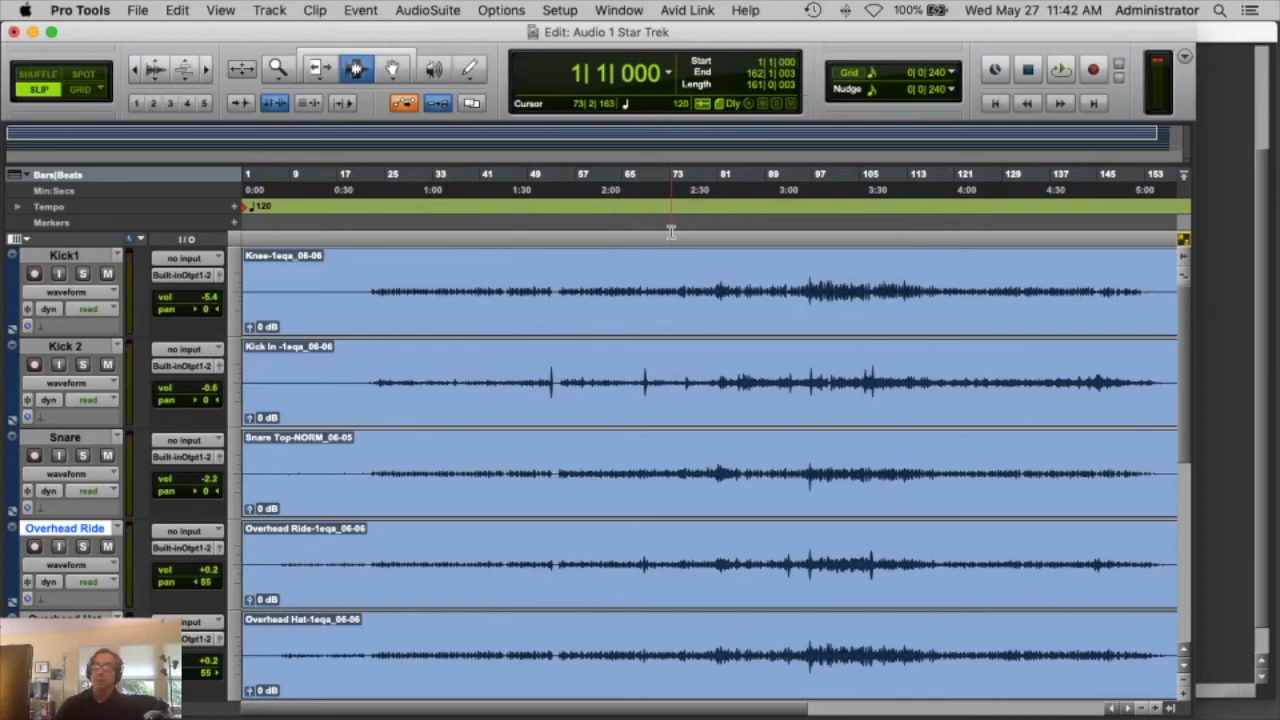 Pro Tools File Edit View Track Clip Event AudioSuite Options Setup Window Avid Link Help 100% Wed May 27 11:42 AM Administrator
Edit: Audio 1 Star Trek
SHUFFLE SPOT
SLIP GRID
1 2 3 4 5
1| 1| 000
Start 1| 1| 000
End 162| 1| 003
Length 161| 0| 003
Cursor 73| 2| 163 120 Dly
Grid 0| 0| 240
Nudge 0| 0| 240
Bars|Beats 1 9 17 25 33 41 49 57 65 73 81 89 97 105 113 121 129 137 145 153
Min:Secs 0:00 0:30 1:00 1:30 2:00 2:30 3:00 3:30 4:00 4:30 5:00
Tempo 120
Markers
I/O
Kick1 no input Knee-1eqa_06-06
I S M Built-inOtpt1-2
waveform vol -5.4
dyn read pan 0
0 dB
Kick 2 no input Kick In -1eqa_06-06
I S M Built-inOtpt1-2
waveform vol -0.6
dyn read pan 0
0 dB
Snare no input Snare Top-NORM_06-05
I S M Built-inOtpt1-2
waveform vol -2.2
dyn read pan 0
0 dB
Overhead Ride no input Overhead Ride-1eqa_06-06
I S M Built-inOtpt1-2
waveform vol +0.2
dyn read pan 55
0 dB
Overhead Hat no input Overhead Hat-1eqa_06-06
+0.2
55
0 dB